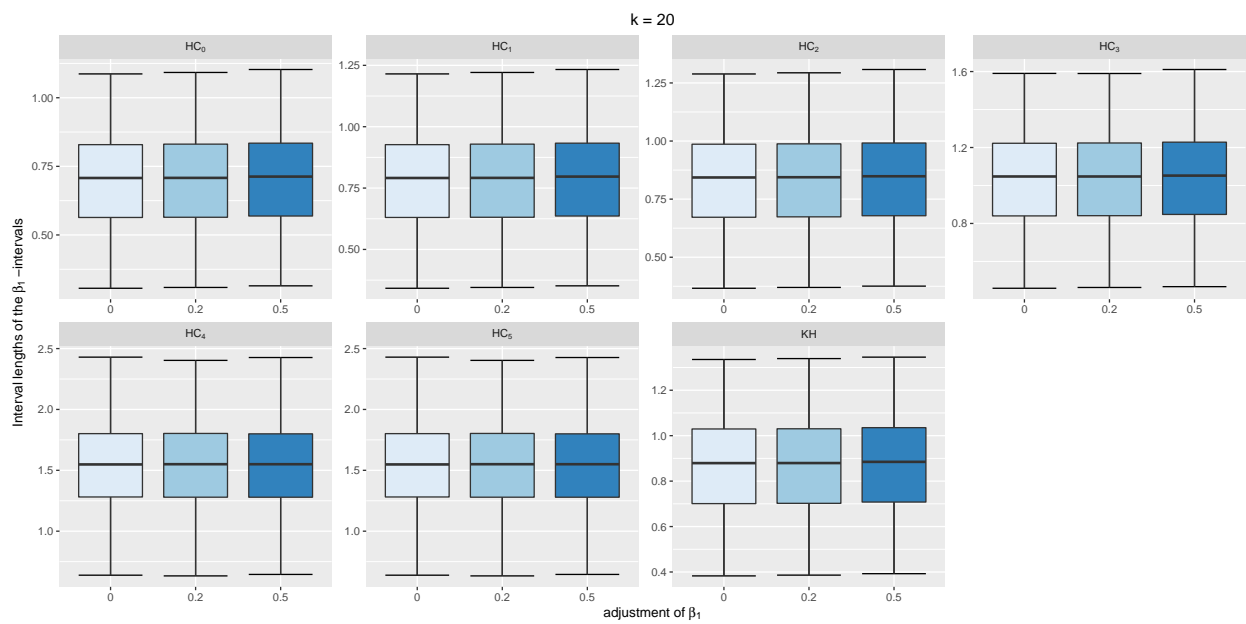 k = 20
HC₀
HC₁
HC₂
HC₃
1.00
0.75
0.50
1.25
1.00
0.75
0.50
1.25
1.00
0.75
0.50
1.6
1.2
0.8
0 0.2 0.5
0 0.2 0.5
0 0.2 0.5
0 0.2 0.5
HC₄
HC₅
KH
2.5
2.0
1.5
1.0
2.5
2.0
1.5
1.0
1.2
1.0
0.8
0.6
0.4
0 0.2 0.5
0 0.2 0.5
0 0.2 0.5
Interval lengths of the β₁ −intervals
adjustment of β₁